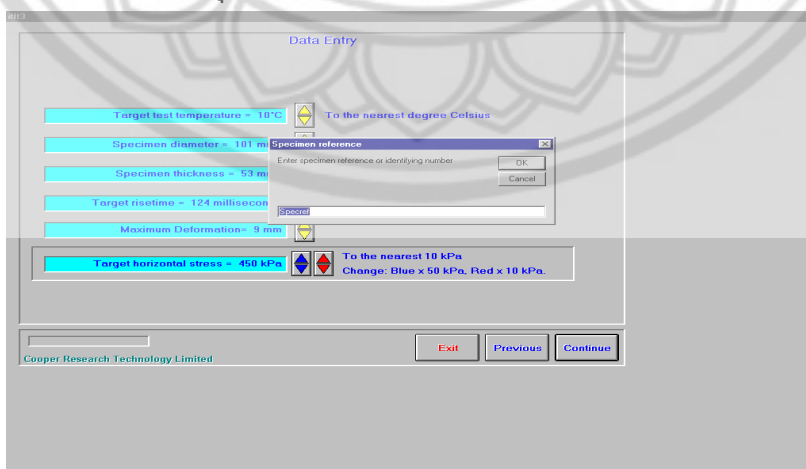 Data Entry
Target test temperature = 10°C
To the nearest degree Celsius
Specimen diameter = 101
Specimen reference
Enter specimen reference or identifying number
OK
Cancel
Specimen thickness = 53
Specref
Target risetime = 124
Maximum Deformation= 9 mm
Target horizontal stress = 450 kPa
To the nearest 10 kPa
Change: Blue x 50 kPa, Red x 10 kPa.
Exit
Previous
Continue
Cooper Research Technology Limited